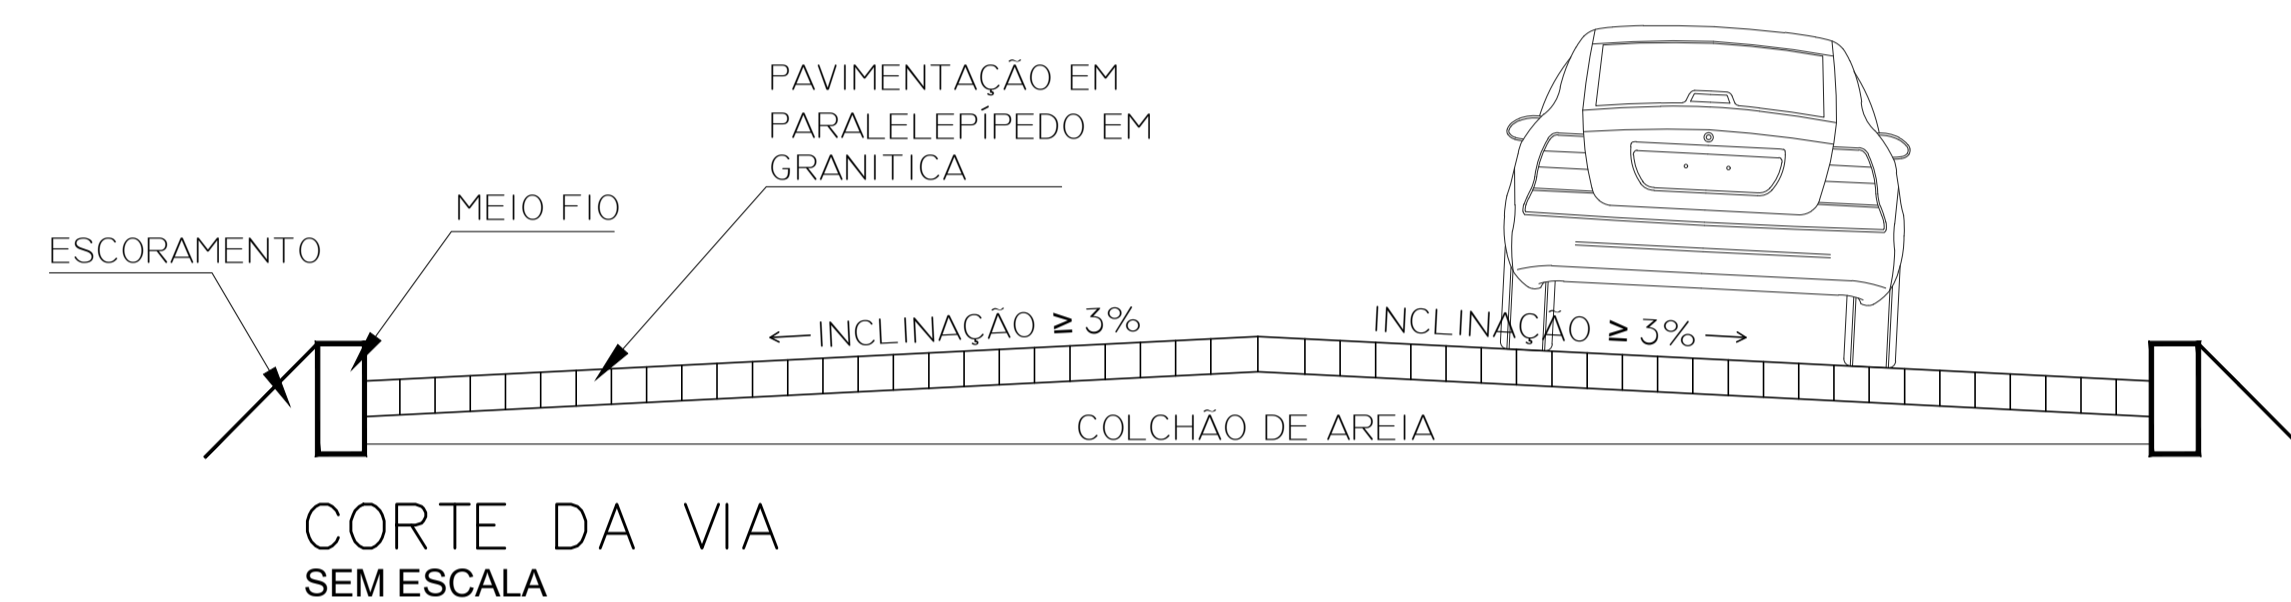 PAVIMENTAÇÃO EM
PARALELEPÍPEDO EM
GRANITICA
MEIO FIO
ESCORAMENTO
←INCLINAÇÃO ≥ 3%
INCLINAÇÃO ≥ 3%→
COLCHÃO DE AREIA
CORTE DA VIA
SEM ESCALA